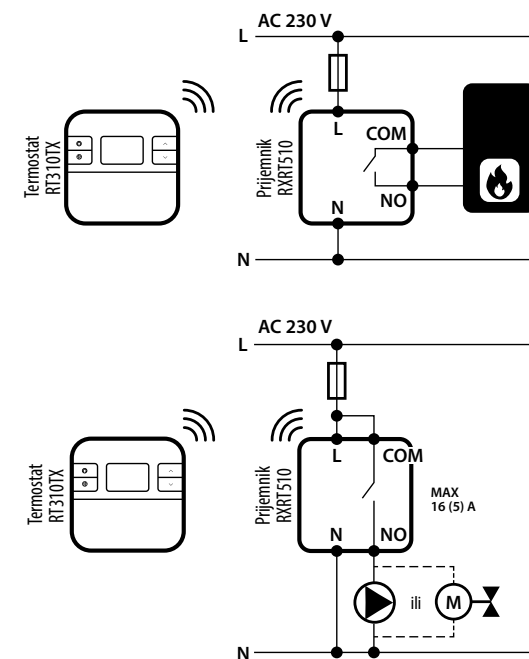 AC 230 V
L
Termostat
RT310TX
Prijemnik
RXRT510
L
COM
NO
N
N
AC 230 V
L
Termostat
RT310TX
Prijemnik
RXRT510
L
COM
MAX
16 (5) A
N
NO
ili
M
N